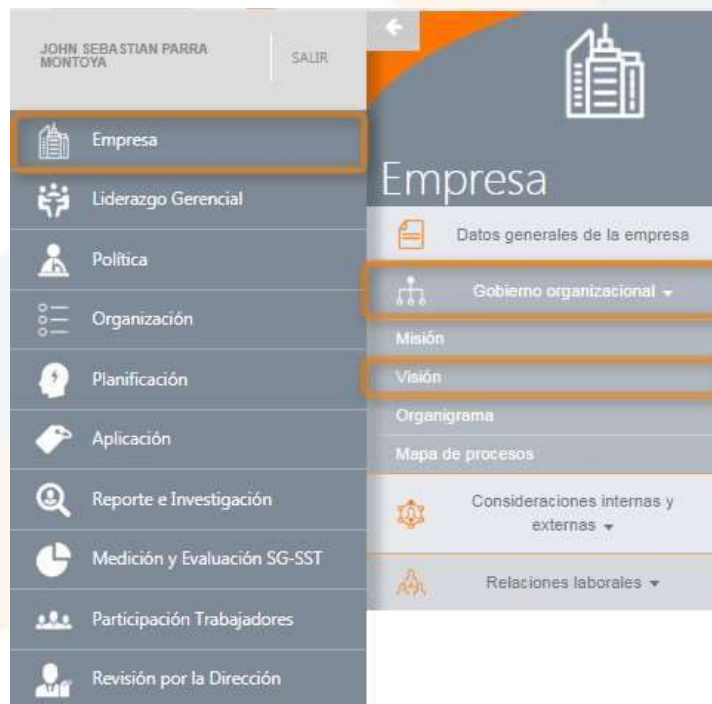 JOHN SEBASTIAN PARRA
MONTOYA
SALIR
Empresa
Liderazgo Gerencial
Política
Organización
Planificación
Aplicación
Reporte e Investigación
Medición y Evaluación SG-SST
Participación Trabajadores
Revisión por la Dirección
Empresa
Datos generales de la empresa
Gobierno organizacional
Misión
Visión
Organigrama
Mapa de procesos
Consideraciones internas y
externas
Relaciones laborales